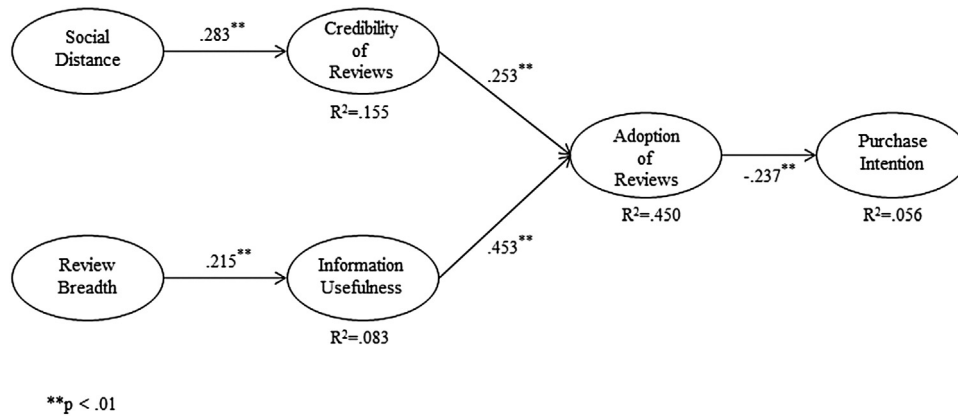 Social
Distance
.283**
Credibility
of
Reviews
R²=.155
.253**
Adoption
of
Reviews
R²=.450
-.237**
Purchase
Intention
R²=.056
Review
Breadth
.215**
Information
Usefulness
R²=.083
.453**
**p < .01